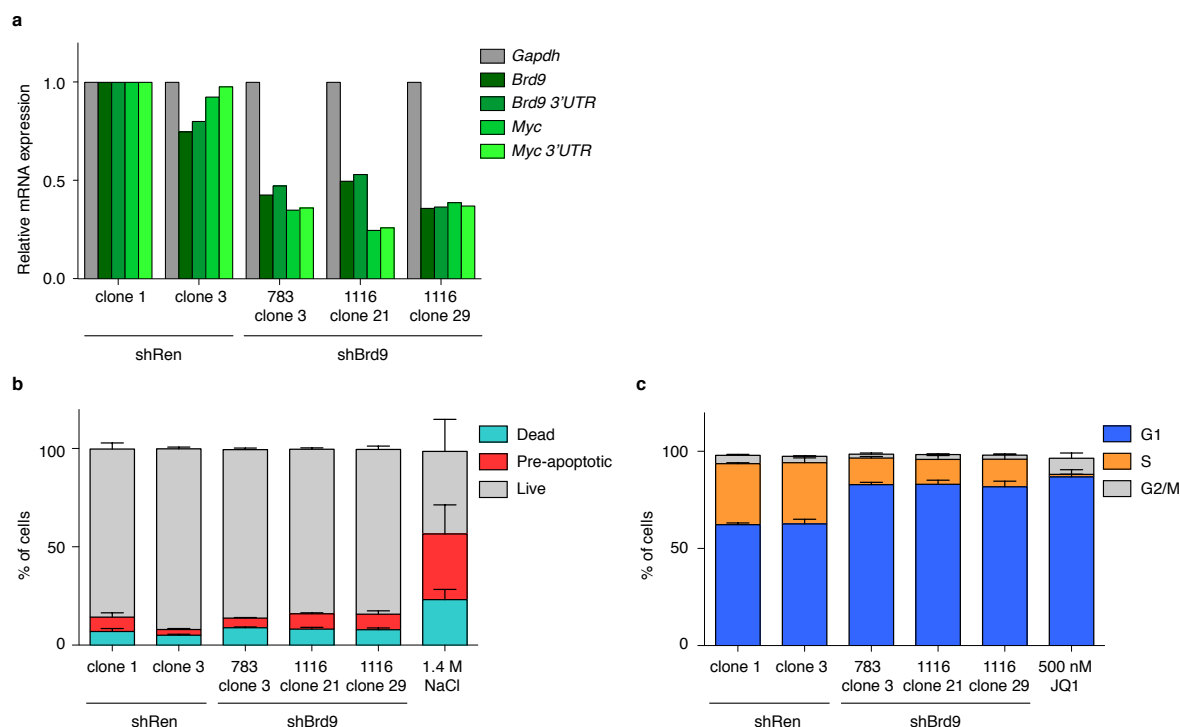 a
Relative mRNA expression
1.0
0.5
0.0
Gapdh
Brd9
Brd9 3'UTR
Myc
Myc 3'UTR
clone 1
clone 3
783
clone 3
1116
clone 21
1116
clone 29
shRen
shBrd9
b
% of cells
100
50
0
Dead
Pre-apoptotic
Live
clone 1
clone 3
783
clone 3
1116
clone 21
1116
clone 29
1.4 M
NaCl
shRen
shBrd9
c
% of cells
100
50
0
G1
S
G2/M
clone 1
clone 3
783
clone 3
1116
clone 21
1116
clone 29
500 nM
JQ1
shRen
shBrd9